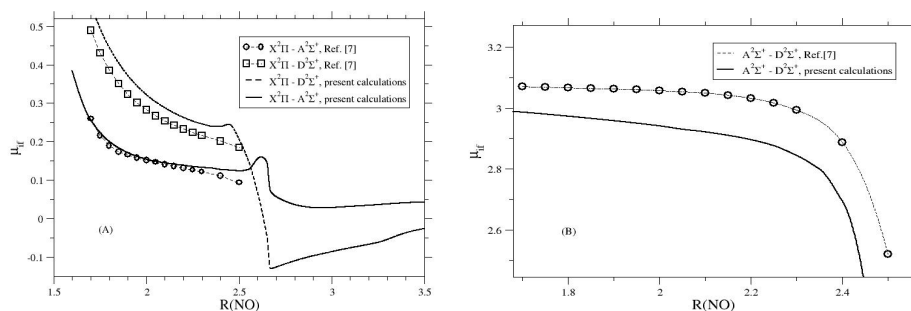 0.5
0.4
0.3
0.2
0.1
0
-0.1
μif
X²Π - A²Σ⁺, Ref. [7]
X²Π - D²Σ⁺, Ref. [7]
X²Π - D²Σ⁺, present calculations
X²Π - A²Σ⁺, present calculations
(A)
1.5 2 2.5 3 3.5
R(NO)
3.2
3
2.8
2.6
μif
A²Σ⁺ - D²Σ⁺, Ref.[7]
A²Σ⁺ - D²Σ⁺, present calculations
(B)
1.8 2 2.2 2.4
R(NO)